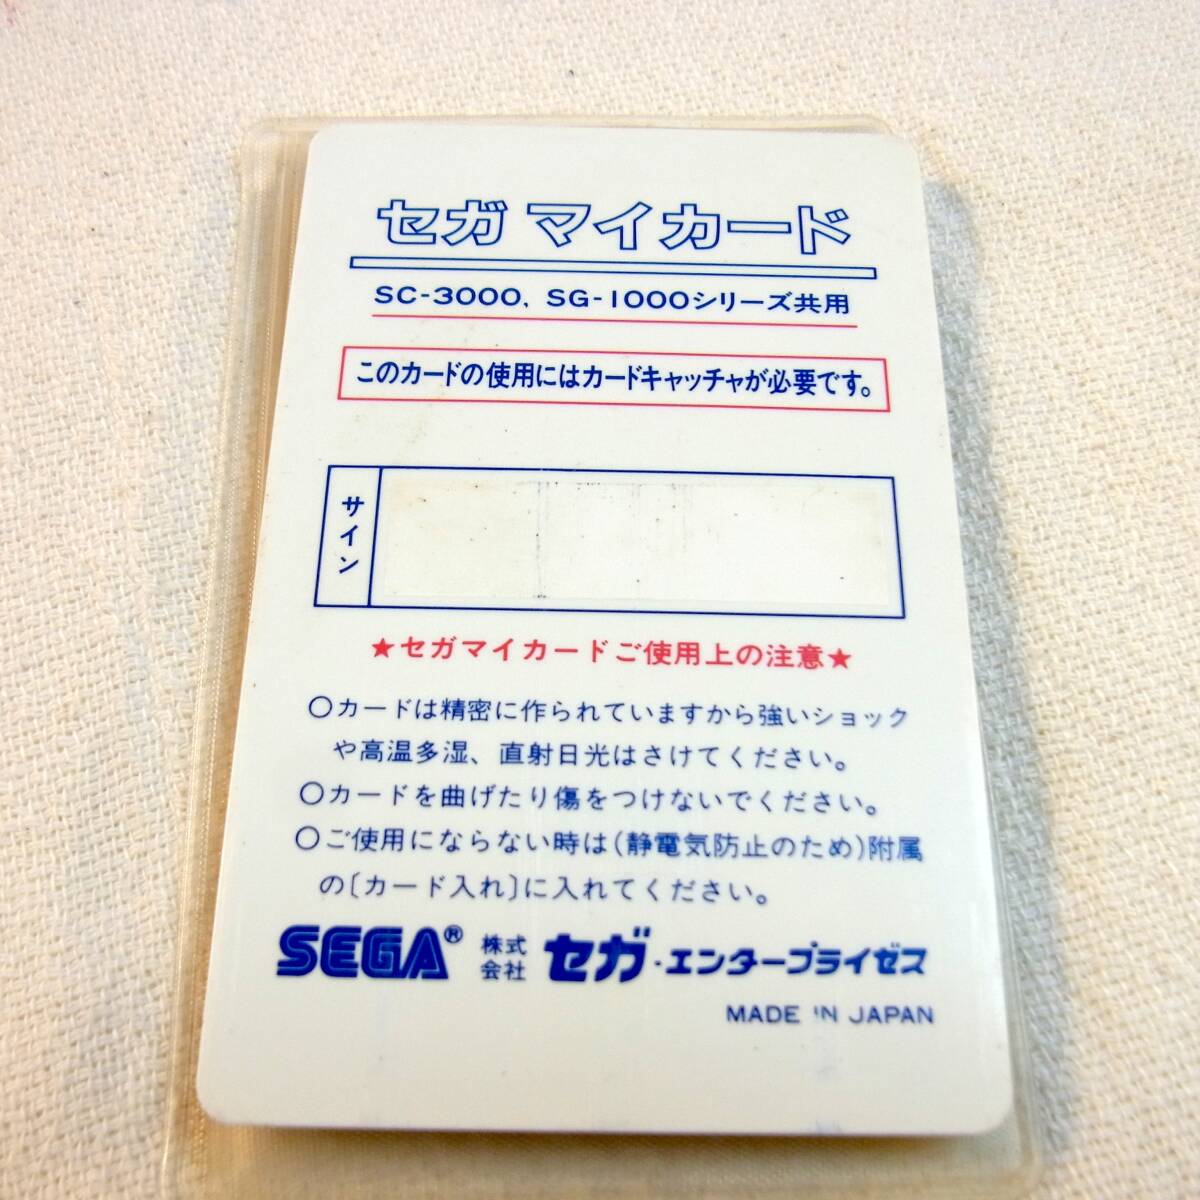 セガ マイカード
SC-3000, SG-1000シリーズ共用
このカードの使用にはカードキャッチャが必要です。
サイン
★セガマイカードご使用上の注意★
○カードは精密に作られていますから強いショック
や高温多湿、直射日光はさけてください。
○カードを曲げたり傷をつけないでください。
○ご使用にならない時は(静電気防止のため)附属
の〔カード入れ〕に入れてください。
SEGA® 株式会社 セガ・エンタープライゼス
MADE IN JAPAN